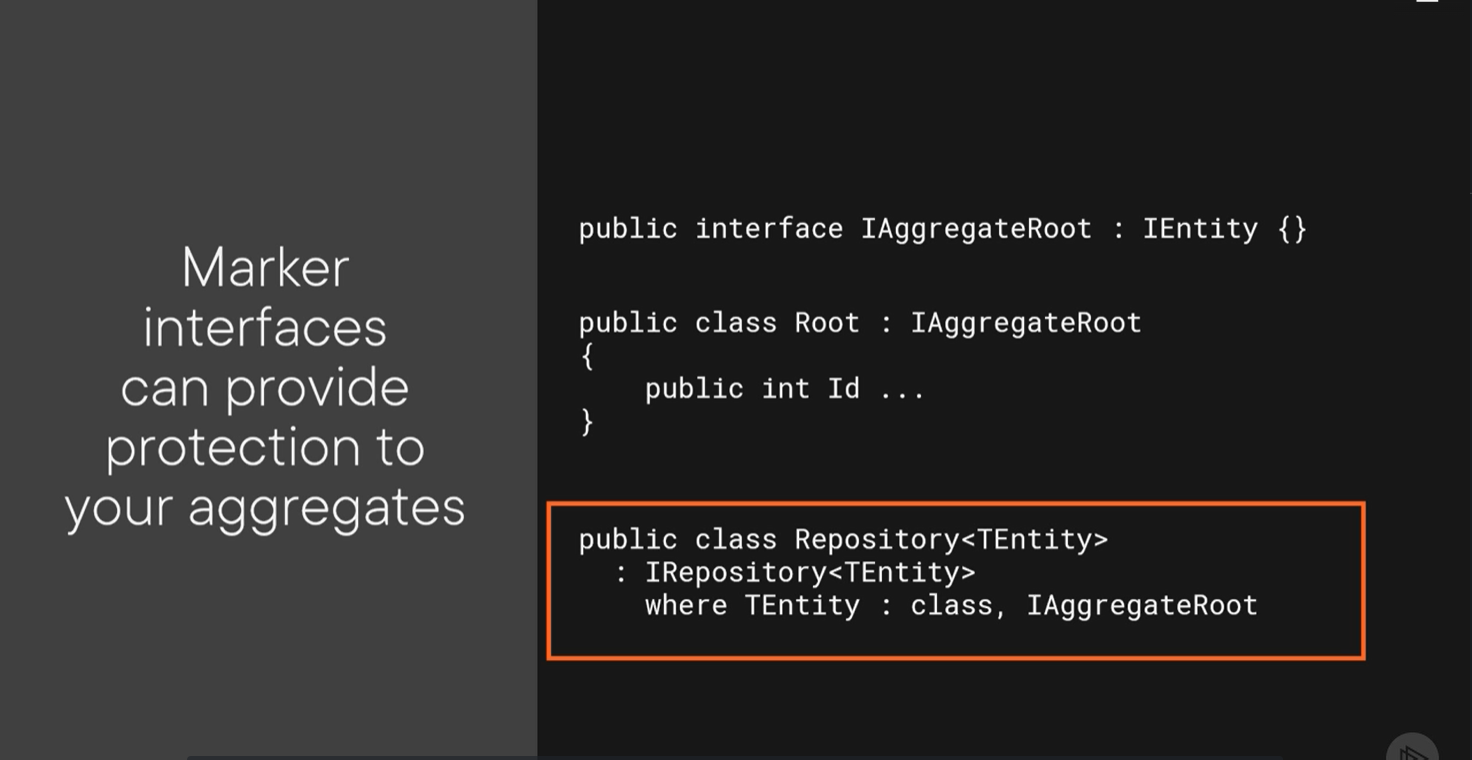 Marker
interfaces
can provide
protection to
your aggregates
public interface IAggregateRoot : IEntity {}
public class Root : IAggregateRoot
{
    public int Id ...
}
public class Repository<TEntity>
  : IRepository<TEntity>
    where TEntity : class, IAggregateRoot